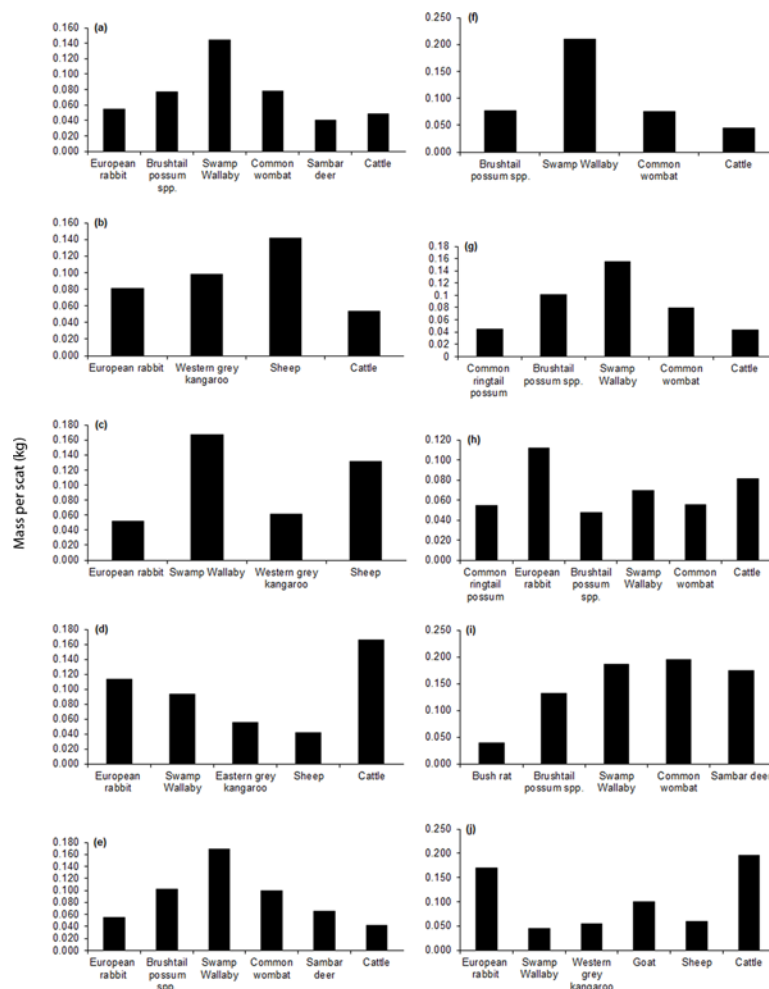 Mass per scat (kg)
(a)
0.160
0.140
0.120
0.100
0.080
0.060
0.040
0.020
0.000
European rabbit
Brushtail possum spp.
Swamp Wallaby
Common wombat
Sambar deer
Cattle
(b)
0.160
0.140
0.120
0.100
0.080
0.060
0.040
0.020
0.000
European rabbit
Western grey kangaroo
Sheep
Cattle
(c)
0.180
0.160
0.140
0.120
0.100
0.080
0.060
0.040
0.020
0.000
European rabbit
Swamp Wallaby
Western grey kangaroo
Sheep
(d)
0.180
0.160
0.140
0.120
0.100
0.080
0.060
0.040
0.020
0.000
European rabbit
Swamp Wallaby
Eastern grey kangaroo
Sheep
Cattle
(e)
0.180
0.160
0.140
0.120
0.100
0.080
0.060
0.040
0.020
0.000
European rabbit
Brushtail possum spp.
Swamp Wallaby
Common wombat
Sambar deer
Cattle
(f)
0.250
0.200
0.150
0.100
0.050
0.000
Brushtail possum spp.
Swamp Wallaby
Common wombat
Cattle
(g)
0.18
0.16
0.14
0.12
0.1
0.08
0.06
0.04
0.02
0
Common ringtail possum
Brushtail possum spp.
Swamp Wallaby
Common wombat
Cattle
(h)
0.120
0.100
0.080
0.060
0.040
0.020
0.000
Common ringtail possum
European rabbit
Brushtail possum spp.
Swamp Wallaby
Common wombat
Cattle
(i)
0.250
0.200
0.150
0.100
0.050
0.000
Bush rat
Brushtail possum spp.
Swamp Wallaby
Common wombat
Sambar deer
(j)
0.250
0.200
0.150
0.100
0.050
0.000
European rabbit
Swamp Wallaby
Western grey kangaroo
Goat
Sheep
Cattle